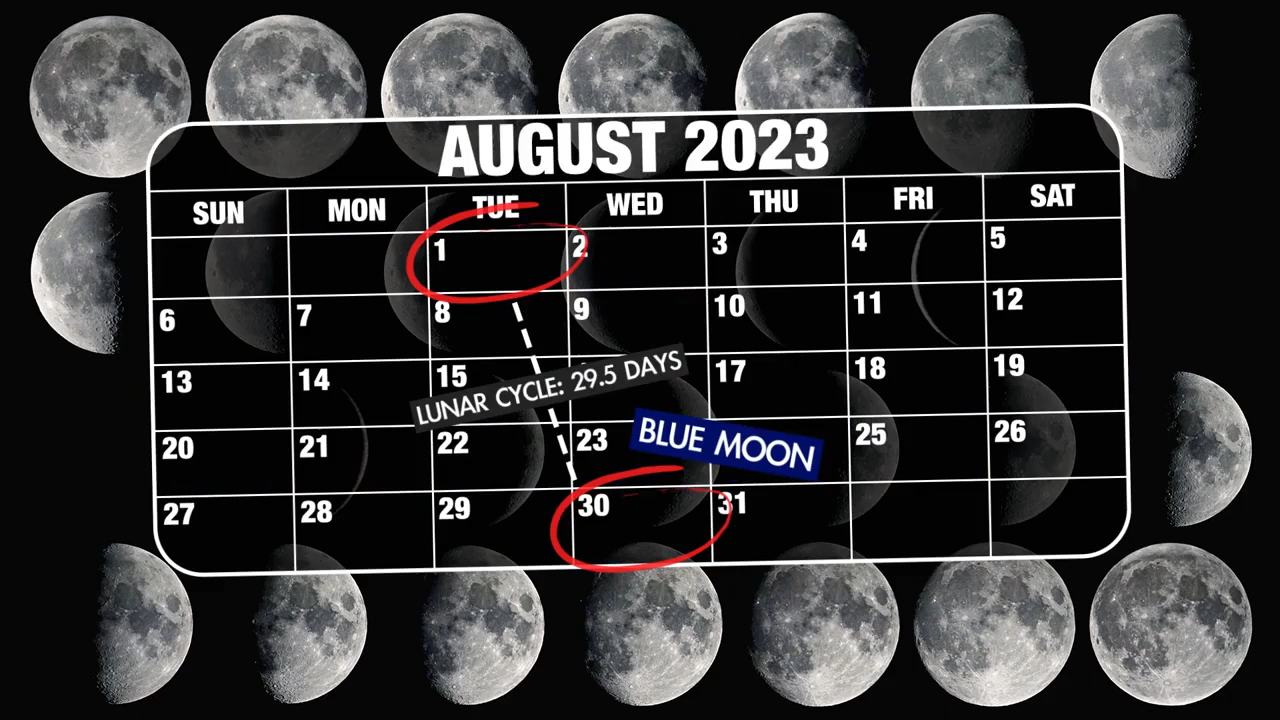 AUGUST 2023
SUN MON TUE WED THU FRI SAT
1 2 3 4 5
6 7 8 9 10 11 12
13 14 15 17 18 19
LUNAR CYCLE: 29.5 DAYS
20 21 22 23 25 26
BLUE MOON
27 28 29 30 31